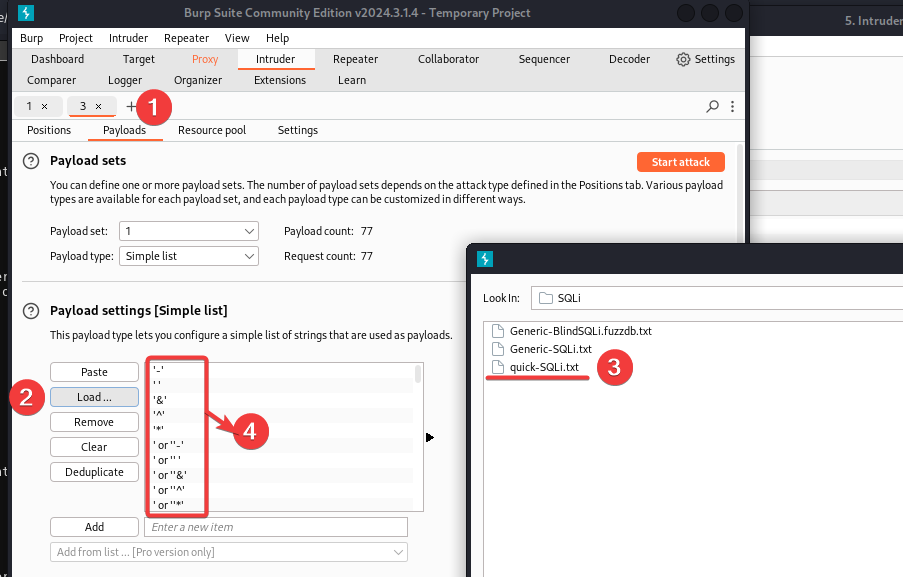 Burp Suite Community Edition v2024.3.1.4 - Temporary Project
5. Intruder
Burp Project Intruder Repeater View Help
Dashboard Target Proxy Intruder Repeater Collaborator Sequencer Decoder Settings
Comparer Logger Organizer Extensions Learn
1 × 3 × + 1
Positions Payloads Resource pool Settings
? Payload sets Start attack
You can define one or more payload sets. The number of payload sets depends on the attack type defined in the Positions tab. Various payload
types are available for each payload set, and each payload type can be customized in different ways.
Payload set: 1 Payload count: 77
Payload type: Simple list Request count: 77
? Payload settings [Simple list]
This payload type lets you configure a simple list of strings that are used as payloads.
Paste
2 Load ...
Remove
Clear
Deduplicate
'-'
' '
'&'
'^'
'*'
' or ''-'
' or '' '
' or ''&'
' or ''^'
' or ''*'
4
Add Enter a new item
Add from list ... [Pro version only]
Look In: SQLi
Generic-BlindSQLi.fuzzdb.txt
Generic-SQLi.txt
quick-SQLi.txt 3